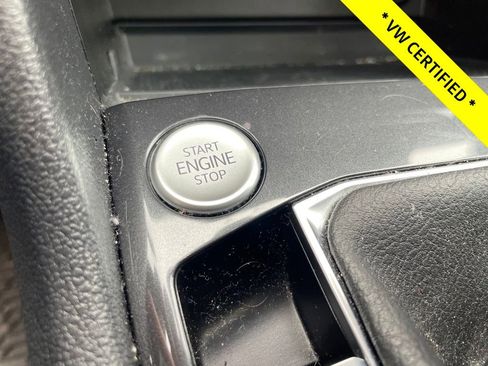 START
ENGINE
STOP
* VW CERTIFIED *